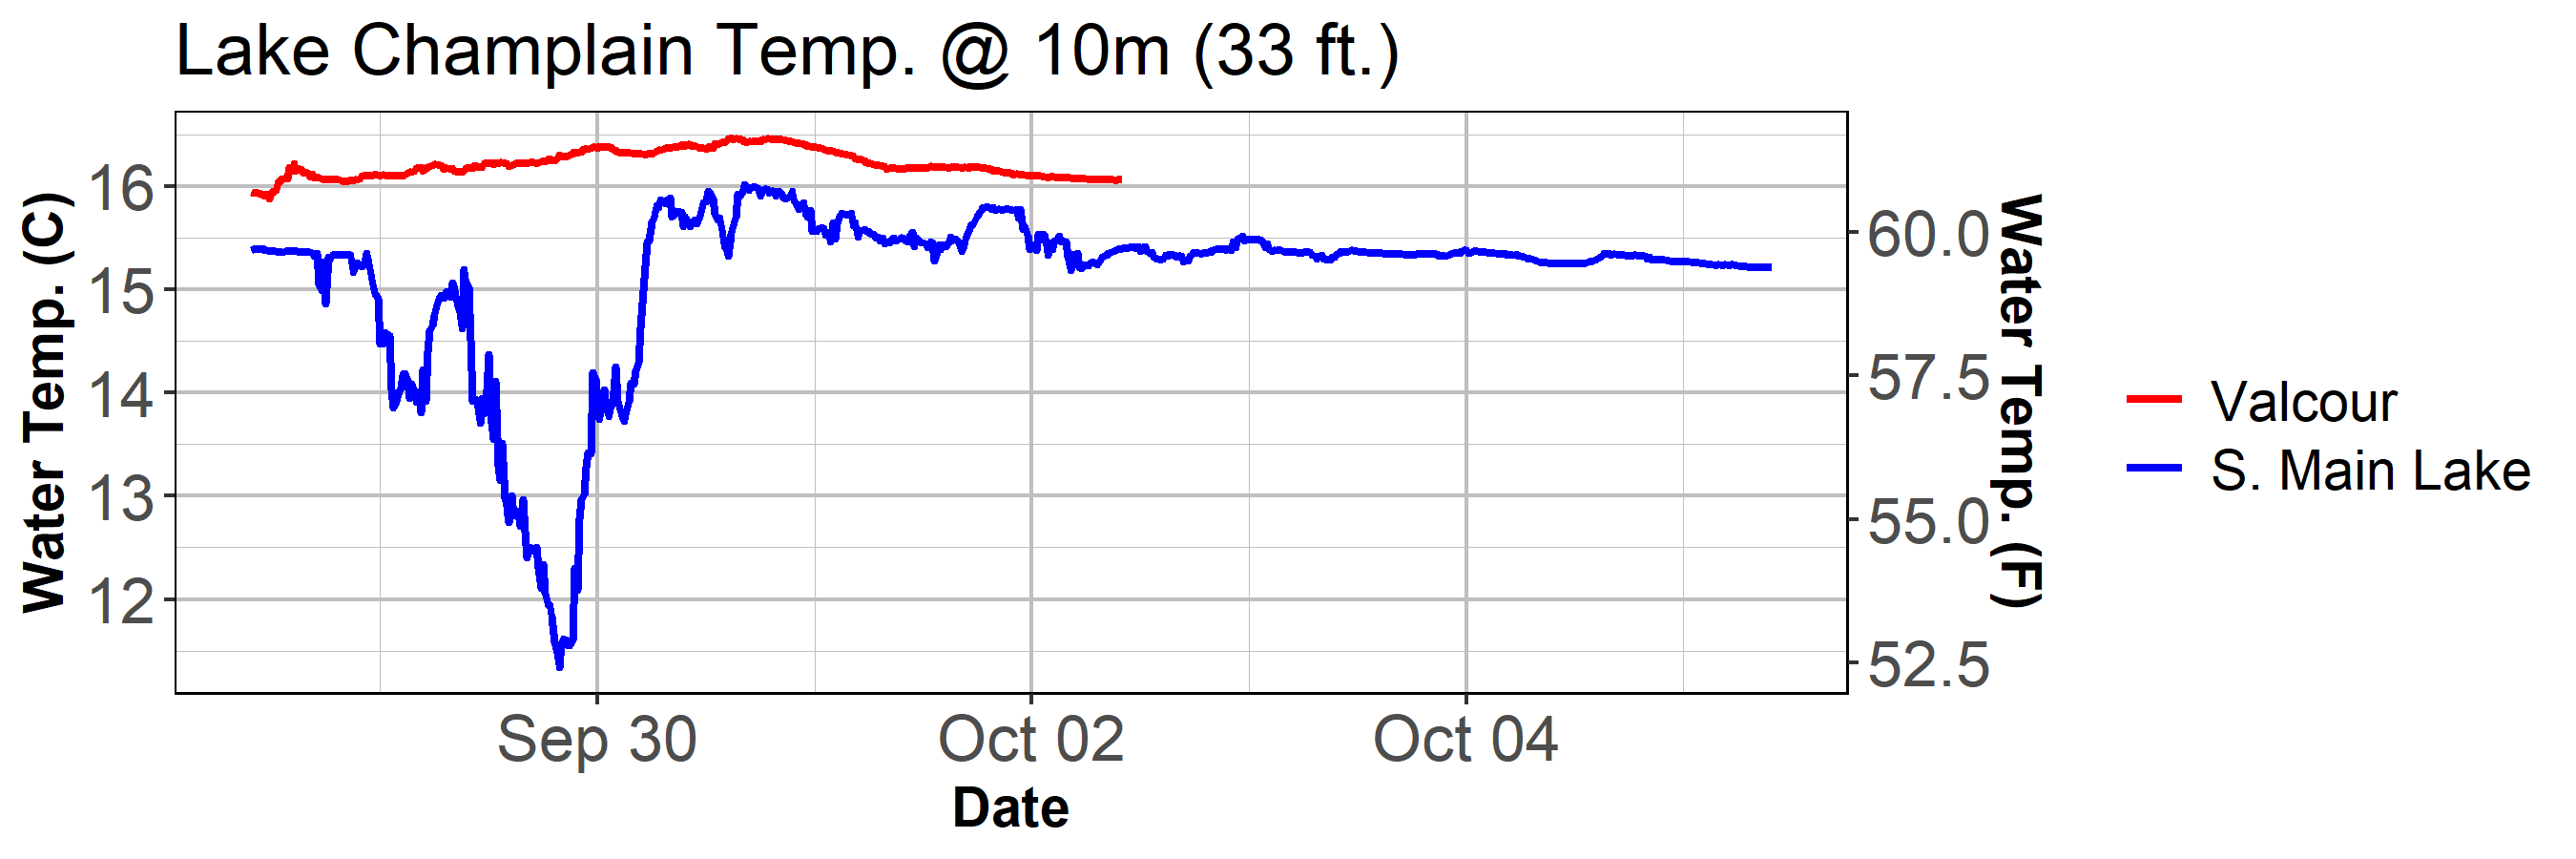 Lake Champlain Temp. @ 10m (33 ft.)
Water Temp. (C)
16
15
14
13
12
60.0
57.5
55.0
52.5
Water Temp. (F)
Sep 30
Oct 02
Oct 04
Date
Valcour
S. Main Lake